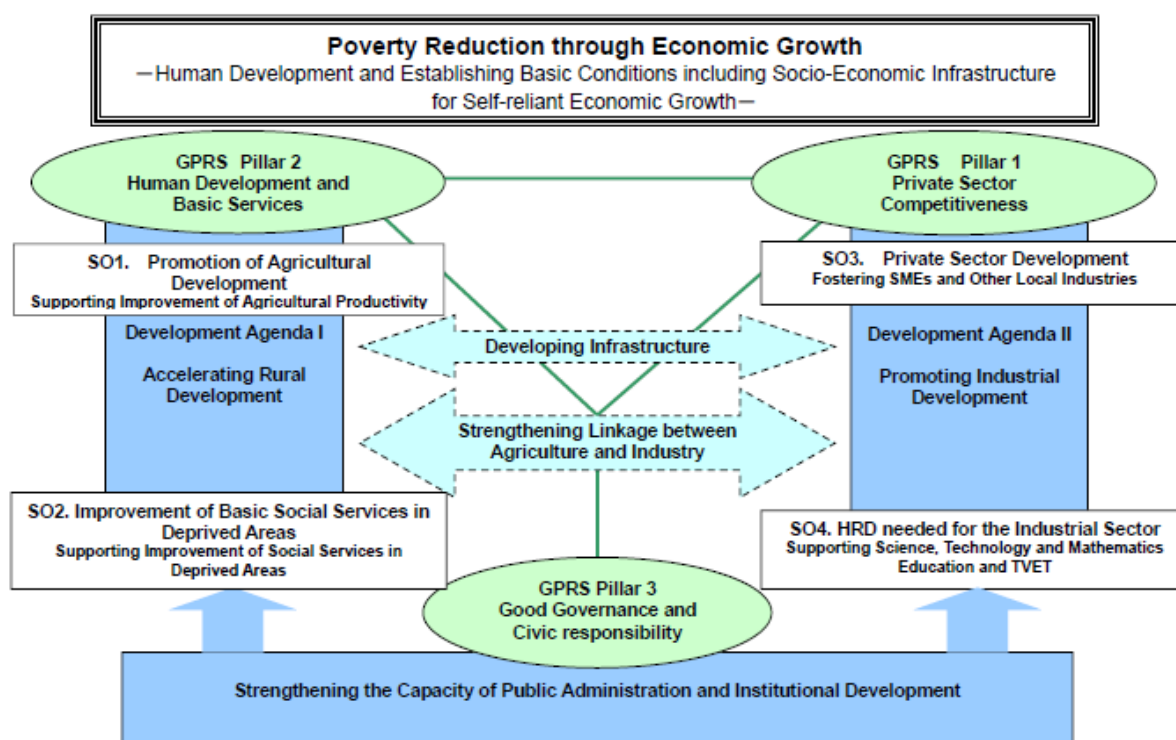 Poverty Reduction through Economic Growth
－Human Development and Establishing Basic Conditions including Socio-Economic Infrastructure
for Self-reliant Economic Growth－
GPRS Pillar 2
Human Development and
Basic Services
GPRS Pillar 1
Private Sector
Competitiveness
SO1. Promotion of Agricultural
Development
Supporting Improvement of Agricultural Productivity
SO3. Private Sector Development
Fostering SMEs and Other Local Industries
Development Agenda I
Accelerating Rural
Development
Developing Infrastructure
Development Agenda II
Promoting Industrial
Development
Strengthening Linkage between
Agriculture and Industry
SO2. Improvement of Basic Social Services in
Deprived Areas
Supporting Improvement of Social Services in
Deprived Areas
SO4. HRD needed for the Industrial Sector
Supporting Science, Technology and Mathematics
Education and TVET
GPRS Pillar 3
Good Governance and
Civic responsibility
Strengthening the Capacity of Public Administration and Institutional Development